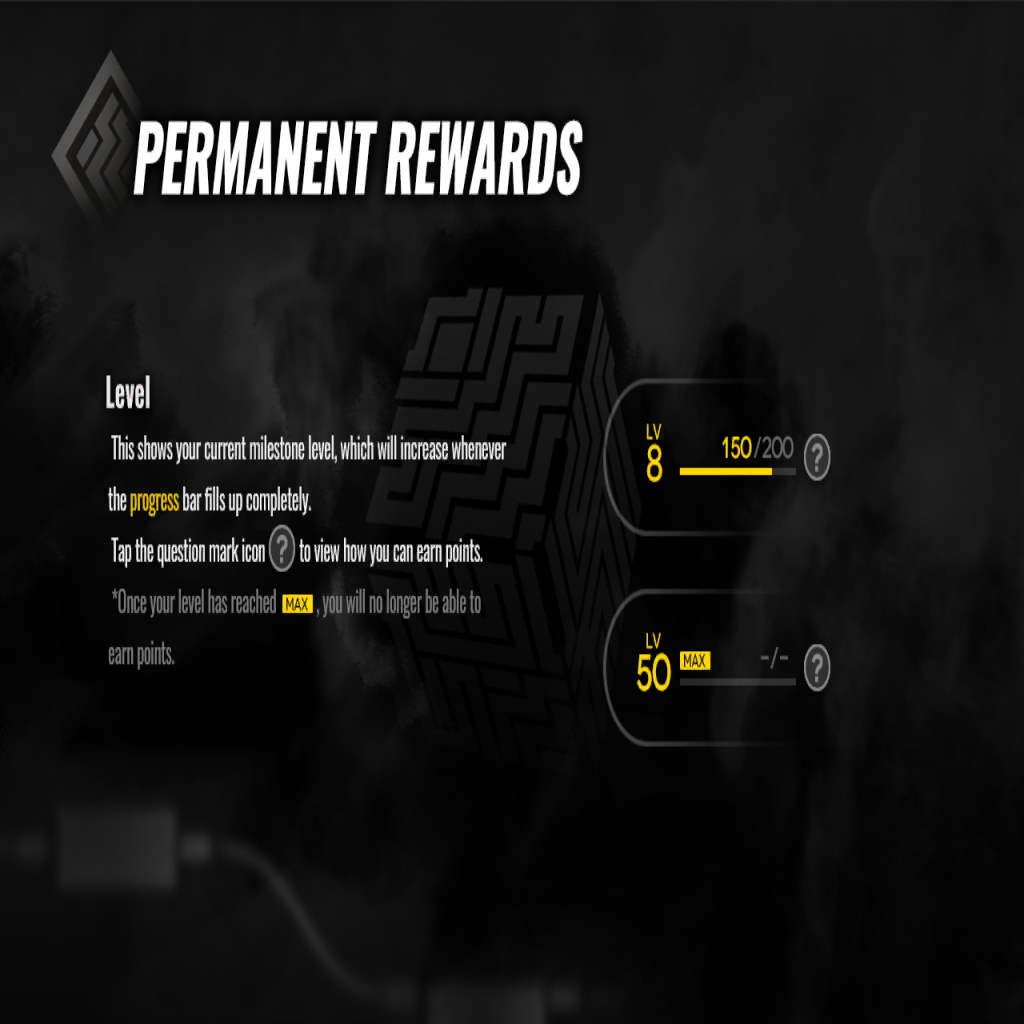 PERMANENT REWARDS
Level
This shows your current milestone level, which will increase whenever
the progress bar fills up completely.
Tap the question mark icon ? to view how you can earn points.
*Once your level has reached MAX , you will no longer be able to
earn points.
LV
8
150/200
?
LV
50
MAX
-/-
?